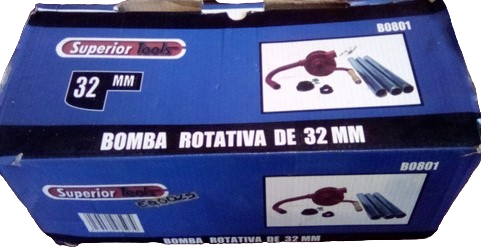 B0801
Superior Tools
32 MM
BOMBA ROTATIVA DE 32 MM
B0801
Superior Tools
BOMBA ROTATIVA DE 32 MM